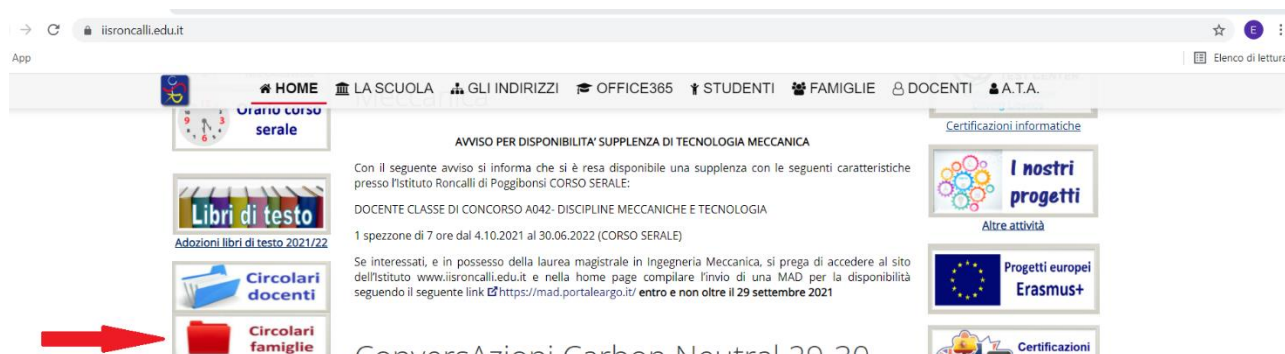 iisroncalli.edu.it
E
App
Elenco di lettura
HOME LA SCUOLA GLI INDIRIZZI OFFICE365 STUDENTI FAMIGLIE DOCENTI A.T.A.
Meccanica
TEST CENTER
Orario corso
serale
Libri di testo
Adozioni libri di testo 2021/22
Circolari
docenti
Circolari
famiglie
AVVISO PER DISPONIBILITA' SUPPLENZA DI TECNOLOGIA MECCANICA
Con il seguente avviso si informa che si è resa disponibile una supplenza con le seguenti caratteristiche
presso l'Istituto Roncalli di Poggibonsi CORSO SERALE:
DOCENTE CLASSE DI CONCORSO A042- DISCIPLINE MECCANICHE E TECNOLOGIA
1 spezzone di 7 ore dal 4.10.2021 al 30.06.2022 (CORSO SERALE)
Se interessati, e in possesso della laurea magistrale in Ingegneria Meccanica, si prega di accedere al sito
dell'Istituto www.iisroncalli.edu.it e nella home page compilare l'invio di una MAD per la disponibilità
seguendo il seguente link https://mad.portaleargo.it/ entro e non oltre il 29 settembre 2021
ConversAzioni Carbon Neutral 29-30
Certificazioni informatiche
I nostri
progetti
Altre attività
Progetti europei
Erasmus+
Certificazioni